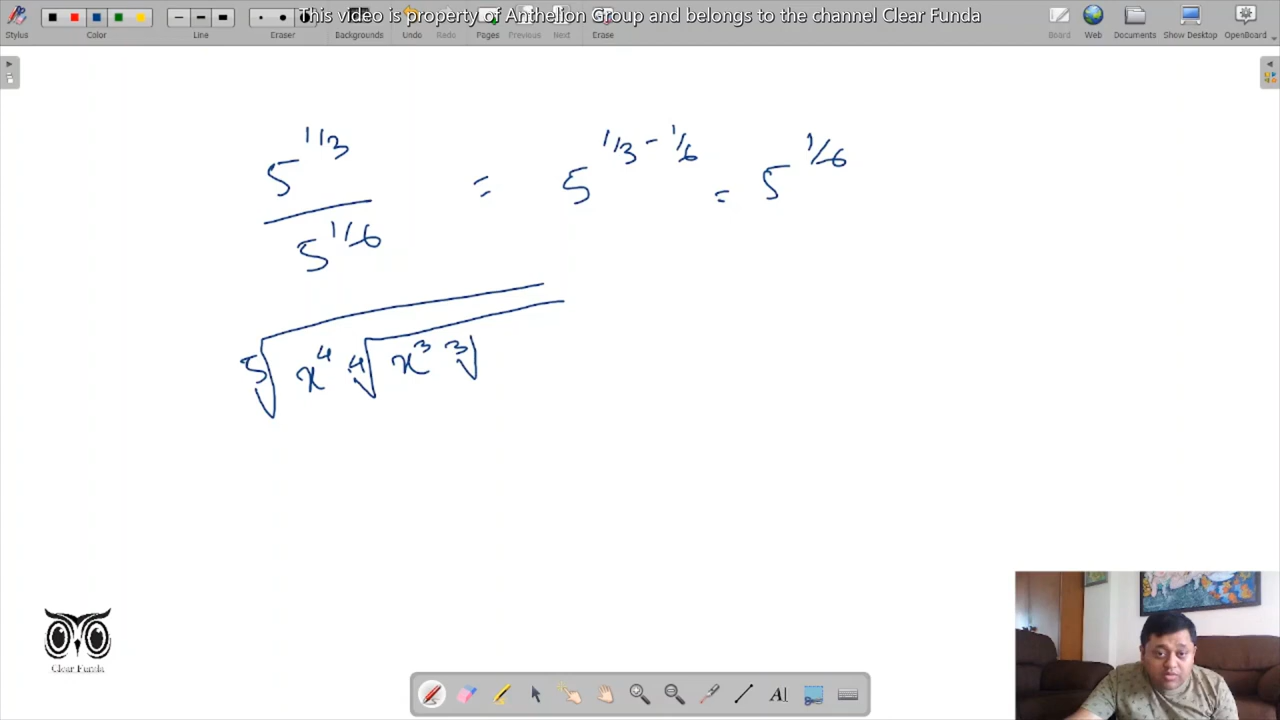 This video is property of Anthelion Group and belongs to the channel Clear Funda
Stylus Color Line Eraser Backgrounds Undo Redo Pages Previous Next Erase Board Web Documents Show Desktop OpenBoard
5^{1/3} / 5^{1/6} = 5^{1/3 - 1/6} = 5^{1/6}
⁵√ x⁴ ⁴√ x³ ³√
Clear Funda